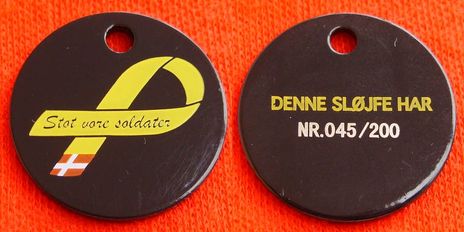 Støt vore soldater
DENNE SLØJFE HAR
NR.045/200